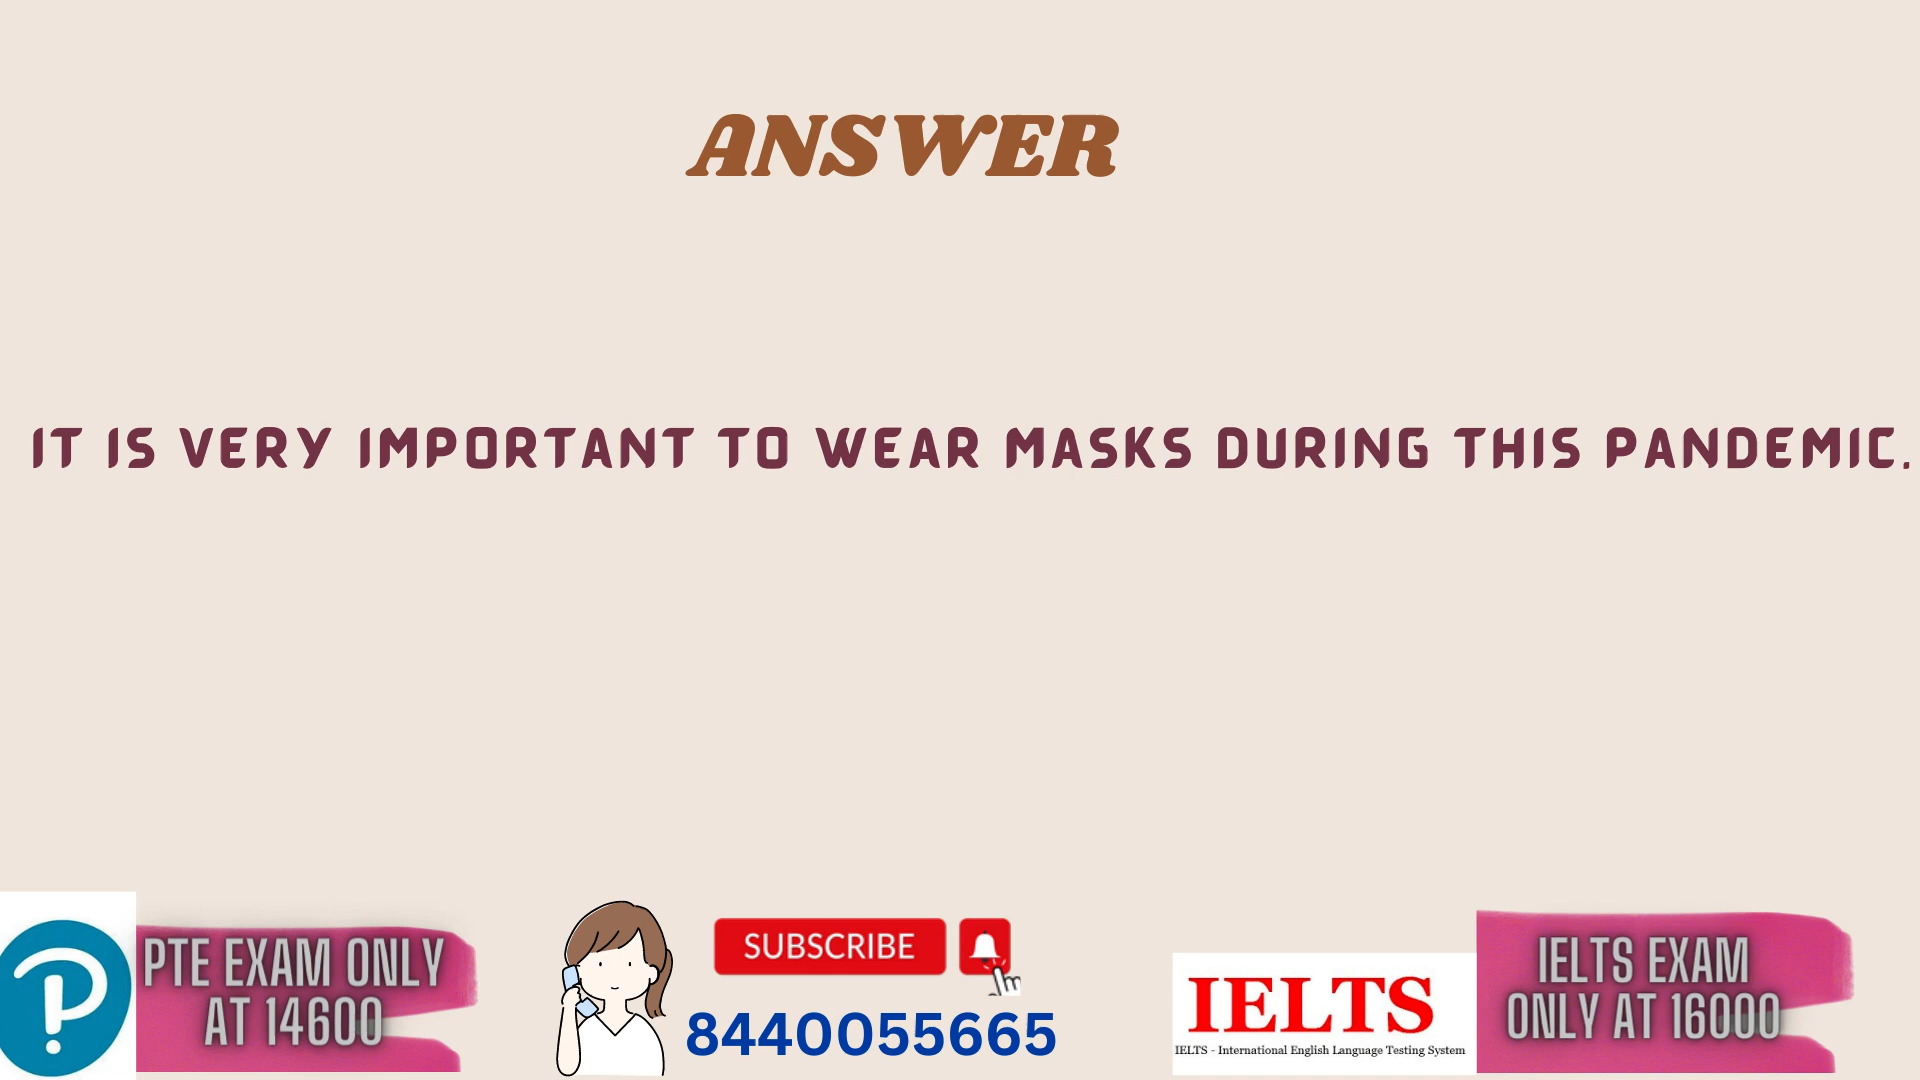 ANSWER
IT IS VERY IMPORTANT TO WEAR MASKS DURING THIS PANDEMIC.
PTE EXAM ONLY
AT 14600
SUBSCRIBE
8440055665
IELTS
IELTS - International English Language Testing System
IELTS EXAM
ONLY AT 16000